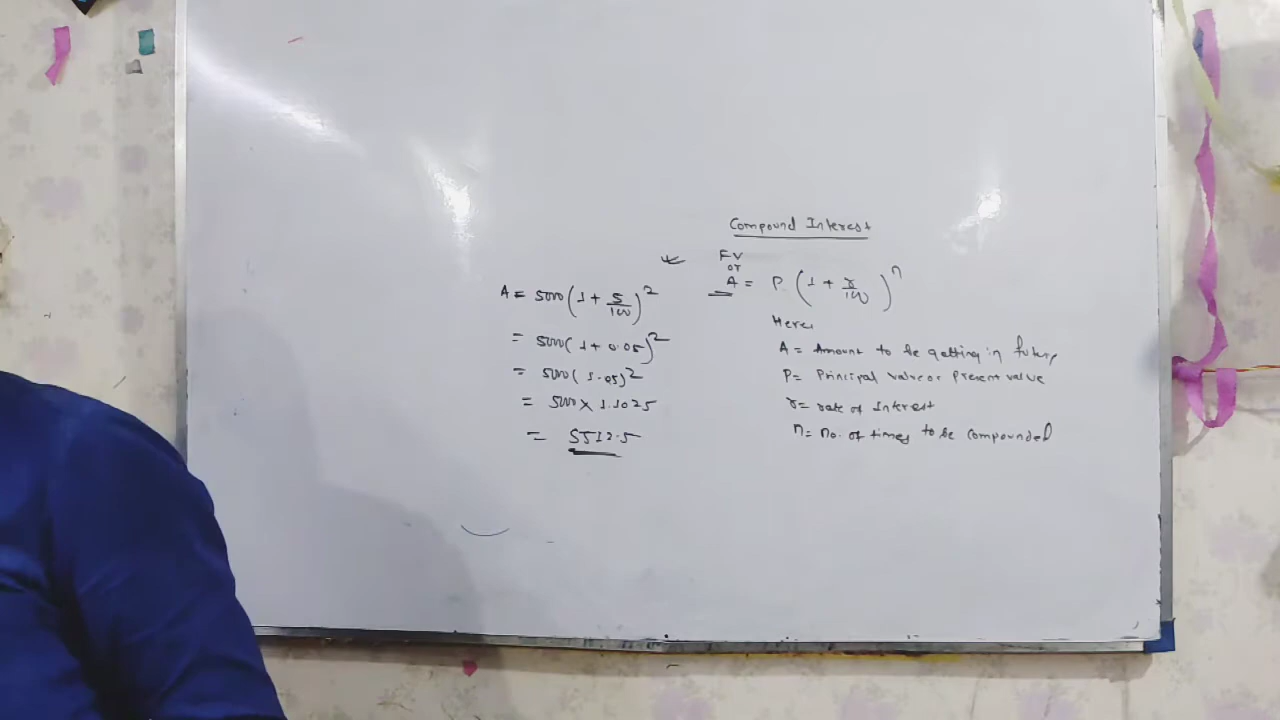 Compound Interest
FV
or
A = P (1 + r/100)^n
Here,
A = Amount to be getting in future
P = Principal value or Present value
r = rate of Interest
n = no. of times to be compounded
A = 5000 (1 + 5/100)^2
= 5000 (1 + 0.05)^2
= 5000 (1.05)^2
= 5000 × 1.1025
= 5512.5